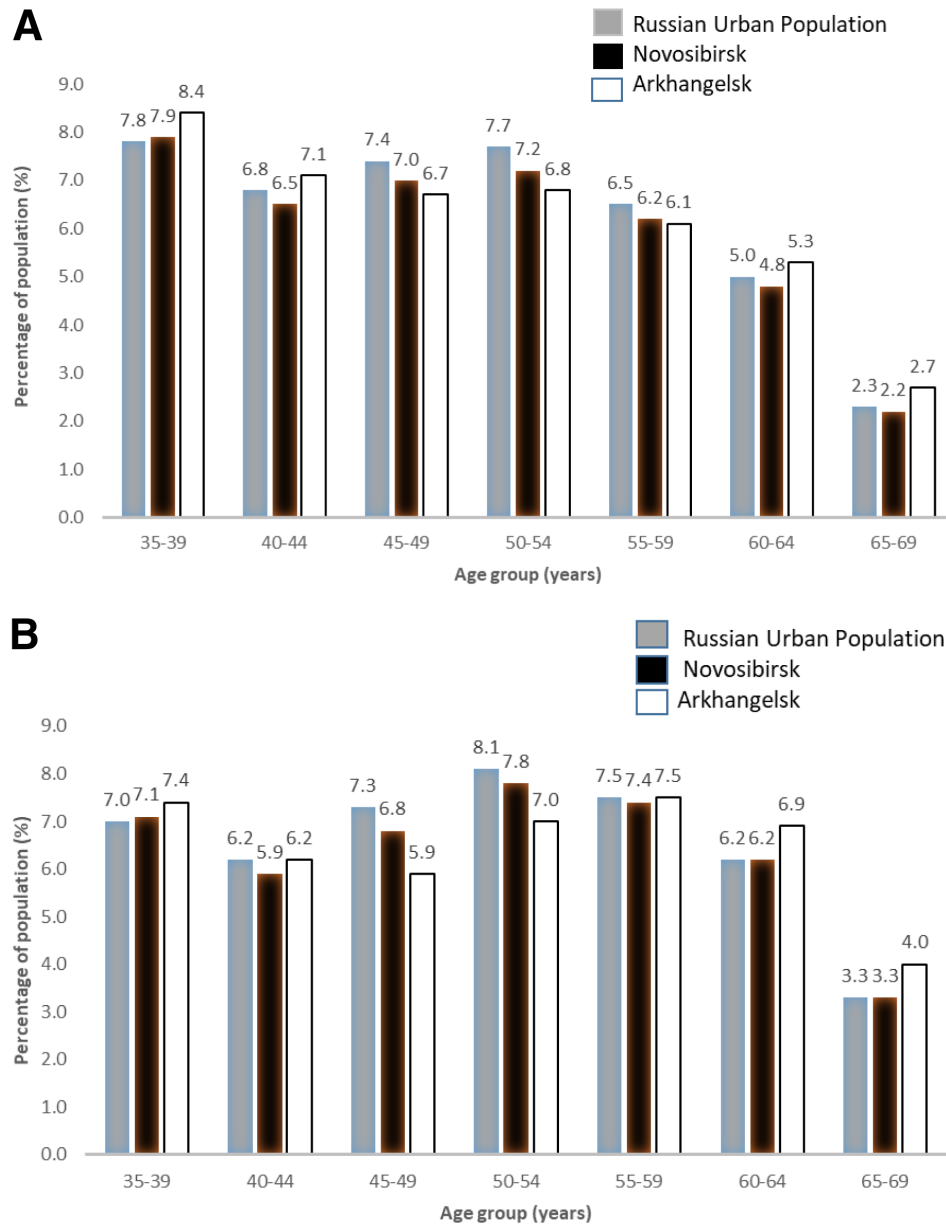 A
Russian Urban Population
Novosibirsk
Arkhangelsk
Percentage of population (%)
9.0
8.0
7.0
6.0
5.0
4.0
3.0
2.0
1.0
0.0
7.8 7.9 8.4
6.8 6.5 7.1
7.4 7.0 6.7
7.7 7.2 6.8
6.5 6.2 6.1
5.0 4.8 5.3
2.3 2.2 2.7
35-39 40-44 45-49 50-54 55-59 60-64 65-69
Age group (years)
B
Russian Urban Population
Novosibirsk
Arkhangelsk
Percentage of population (%)
9.0
8.0
7.0
6.0
5.0
4.0
3.0
2.0
1.0
0.0
7.0 7.1 7.4
6.2 5.9 6.2
7.3 6.8 5.9
8.1 7.8 7.0
7.5 7.4 7.5
6.2 6.2 6.9
3.3 3.3 4.0
35-39 40-44 45-49 50-54 55-59 60-64 65-69
Age group (years)